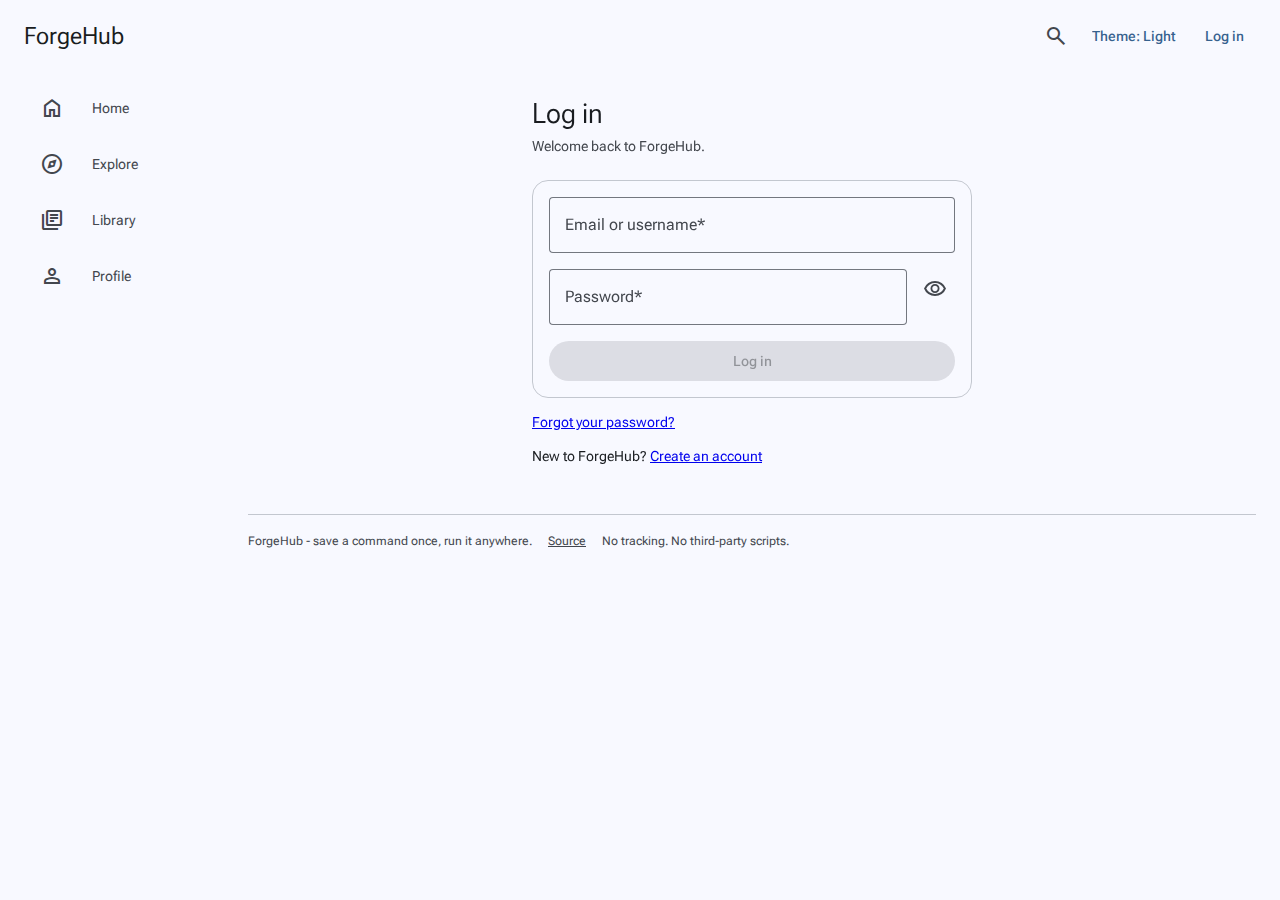 ForgeHub
Theme: Light
Log in
Home
Explore
Library
Profile
Log in
Welcome back to ForgeHub.
Email or username*
Password*
Log in
Forgot your password?
New to ForgeHub? Create an account
ForgeHub - save a command once, run it anywhere. Source No tracking. No third-party scripts.